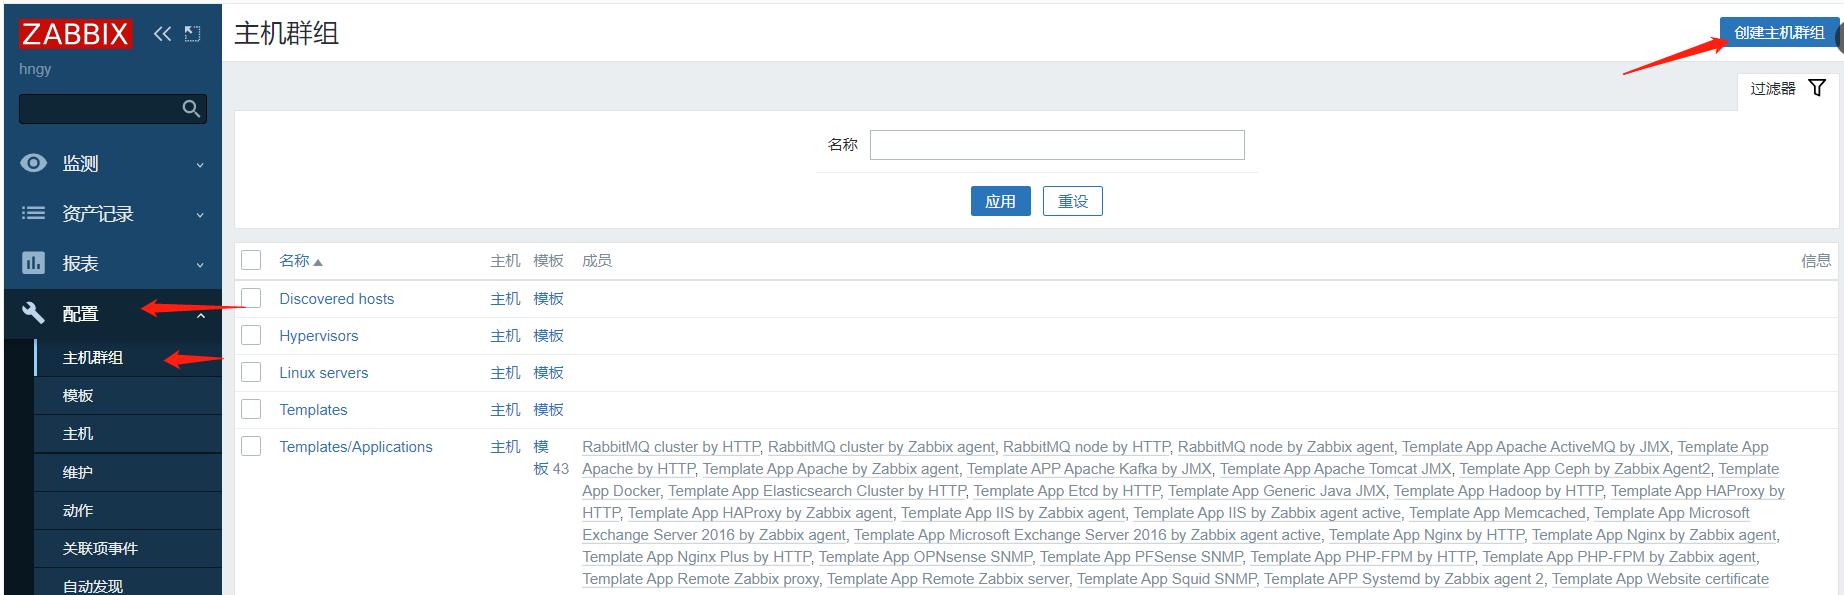 ZABBIX
hngy
监测
资产记录
报表
配置
主机群组
模板
主机
维护
动作
关联项事件
自动发现
主机群组
创建主机群组
过滤器
名称
应用 重设
名称 主机 模板 成员 信息
Discovered hosts 主机 模板
Hypervisors 主机 模板
Linux servers 主机 模板
Templates 主机 模板
Templates/Applications 主机 模板 43
RabbitMQ cluster by HTTP, RabbitMQ cluster by Zabbix agent, RabbitMQ node by HTTP, RabbitMQ node by Zabbix agent, Template App Apache ActiveMQ by JMX, Template App
Apache by HTTP, Template App Apache by Zabbix agent, Template APP Apache Kafka by JMX, Template App Apache Tomcat JMX, Template App Ceph by Zabbix Agent2, Template
App Docker, Template App Elasticsearch Cluster by HTTP, Template App Etcd by HTTP, Template App Generic Java JMX, Template App Hadoop by HTTP, Template App HAProxy by
HTTP, Template App HAProxy by Zabbix agent, Template App IIS by Zabbix agent, Template App IIS by Zabbix agent active, Template App Memcached, Template App Microsoft
Exchange Server 2016 by Zabbix agent, Template App Microsoft Exchange Server 2016 by Zabbix agent active, Template App Nginx by HTTP, Template App Nginx by Zabbix agent,
Template App Nginx Plus by HTTP, Template App OPNsense SNMP, Template App PFSense SNMP, Template App PHP-FPM by HTTP, Template App PHP-FPM by Zabbix agent,
Template App Remote Zabbix proxy, Template App Remote Zabbix server, Template App Squid SNMP, Template APP Systemd by Zabbix agent 2, Template App Website certificate